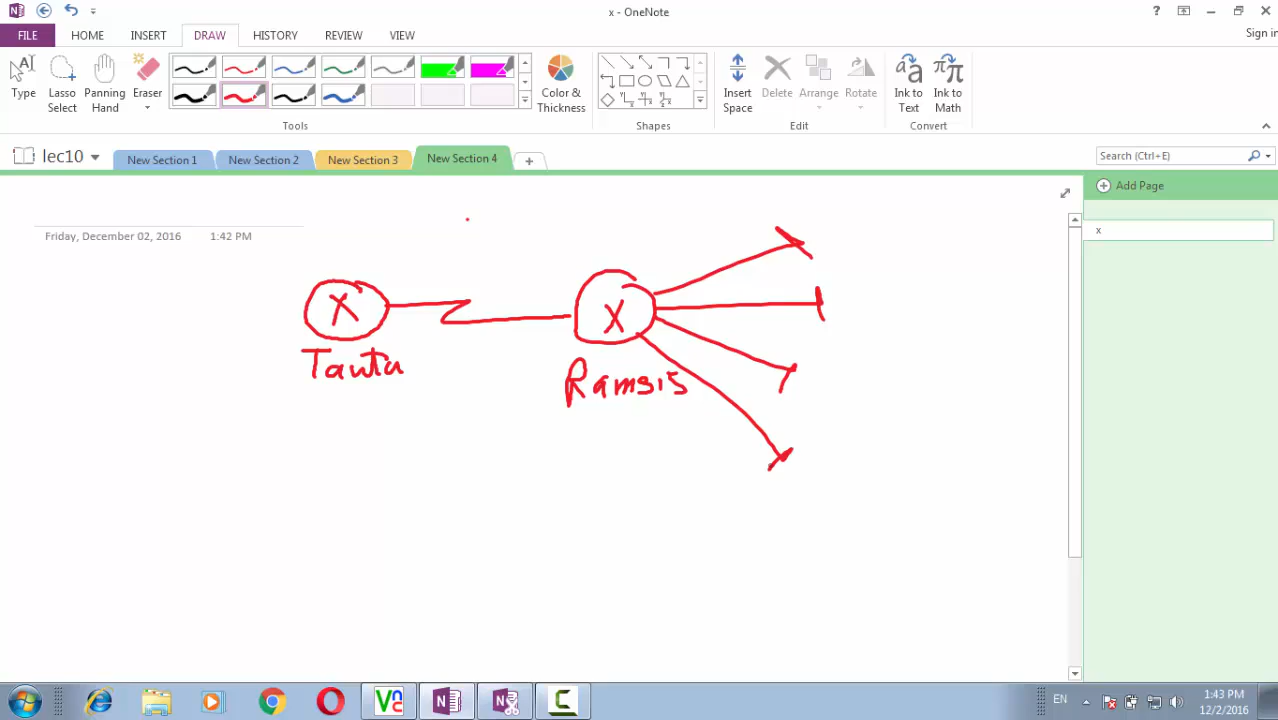 x - OneNote
?
Sign in
FILE HOME INSERT DRAW HISTORY REVIEW VIEW
Type
Lasso Select
Panning Hand
Eraser
Color & Thickness
Insert Space
Delete
Arrange
Rotate
Ink to Text
Ink to Math
Tools
Shapes
Edit
Convert
lec10
New Section 1
New Section 2
New Section 3
New Section 4
Search (Ctrl+E)
Add Page
x
Friday, December 02, 2016 1:42 PM
X
X
Tanta
Ramsis
EN
1:43 PM
12/2/2016